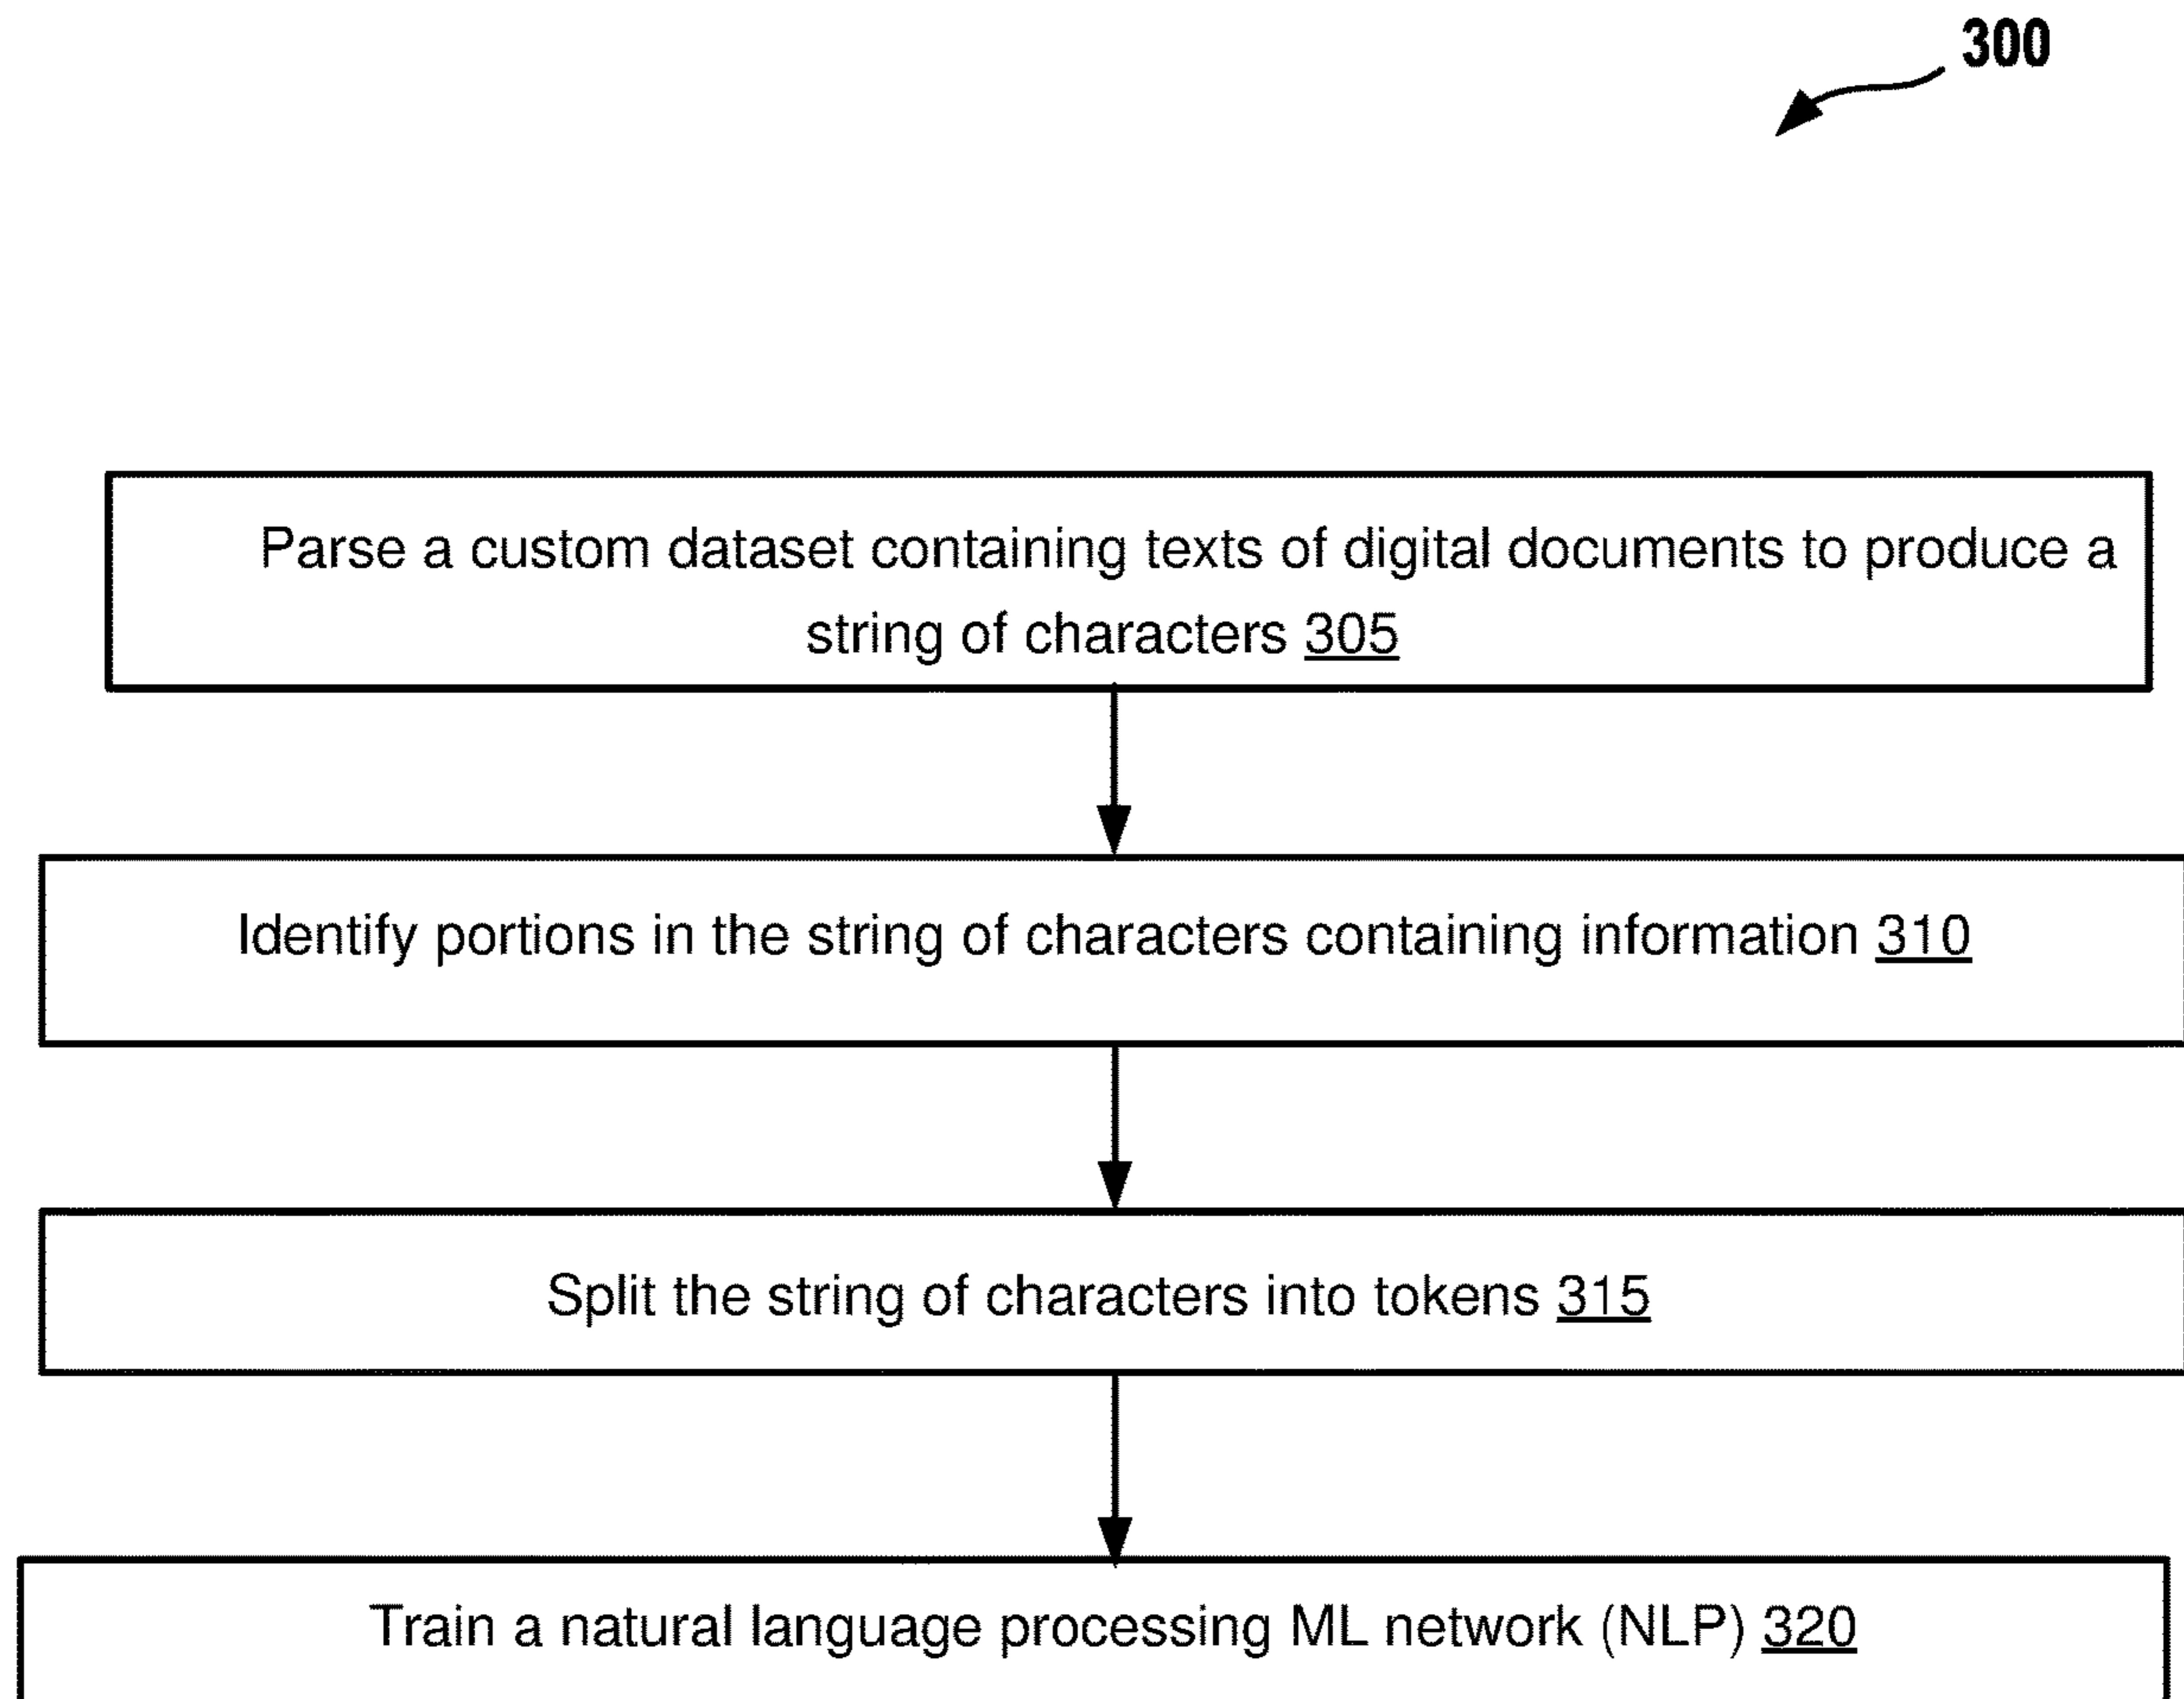 300
Parse a custom dataset containing texts of digital documents to produce a
string of characters 305
Identify portions in the string of characters containing information 310
Split the string of characters into tokens 315
Train a natural language processing ML network (NLP) 320